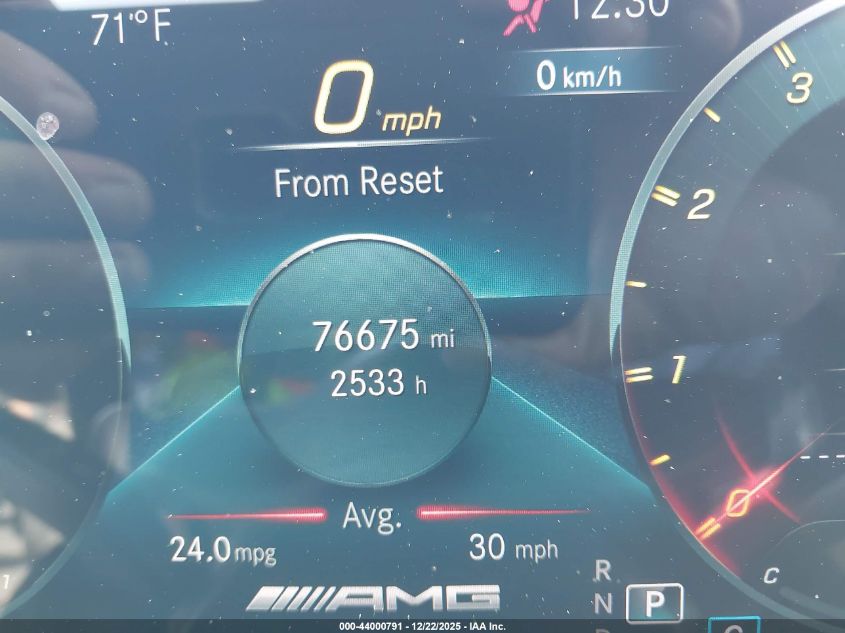 71°F
12:30
0 mph
0 km/h
From Reset
76675 mi
2533 h
Avg.
24.0 mpg
30 mph
AMG
3
2
1
0
C
R
N
P
1
000-44000791 - 12/22/2025 - IAA Inc.